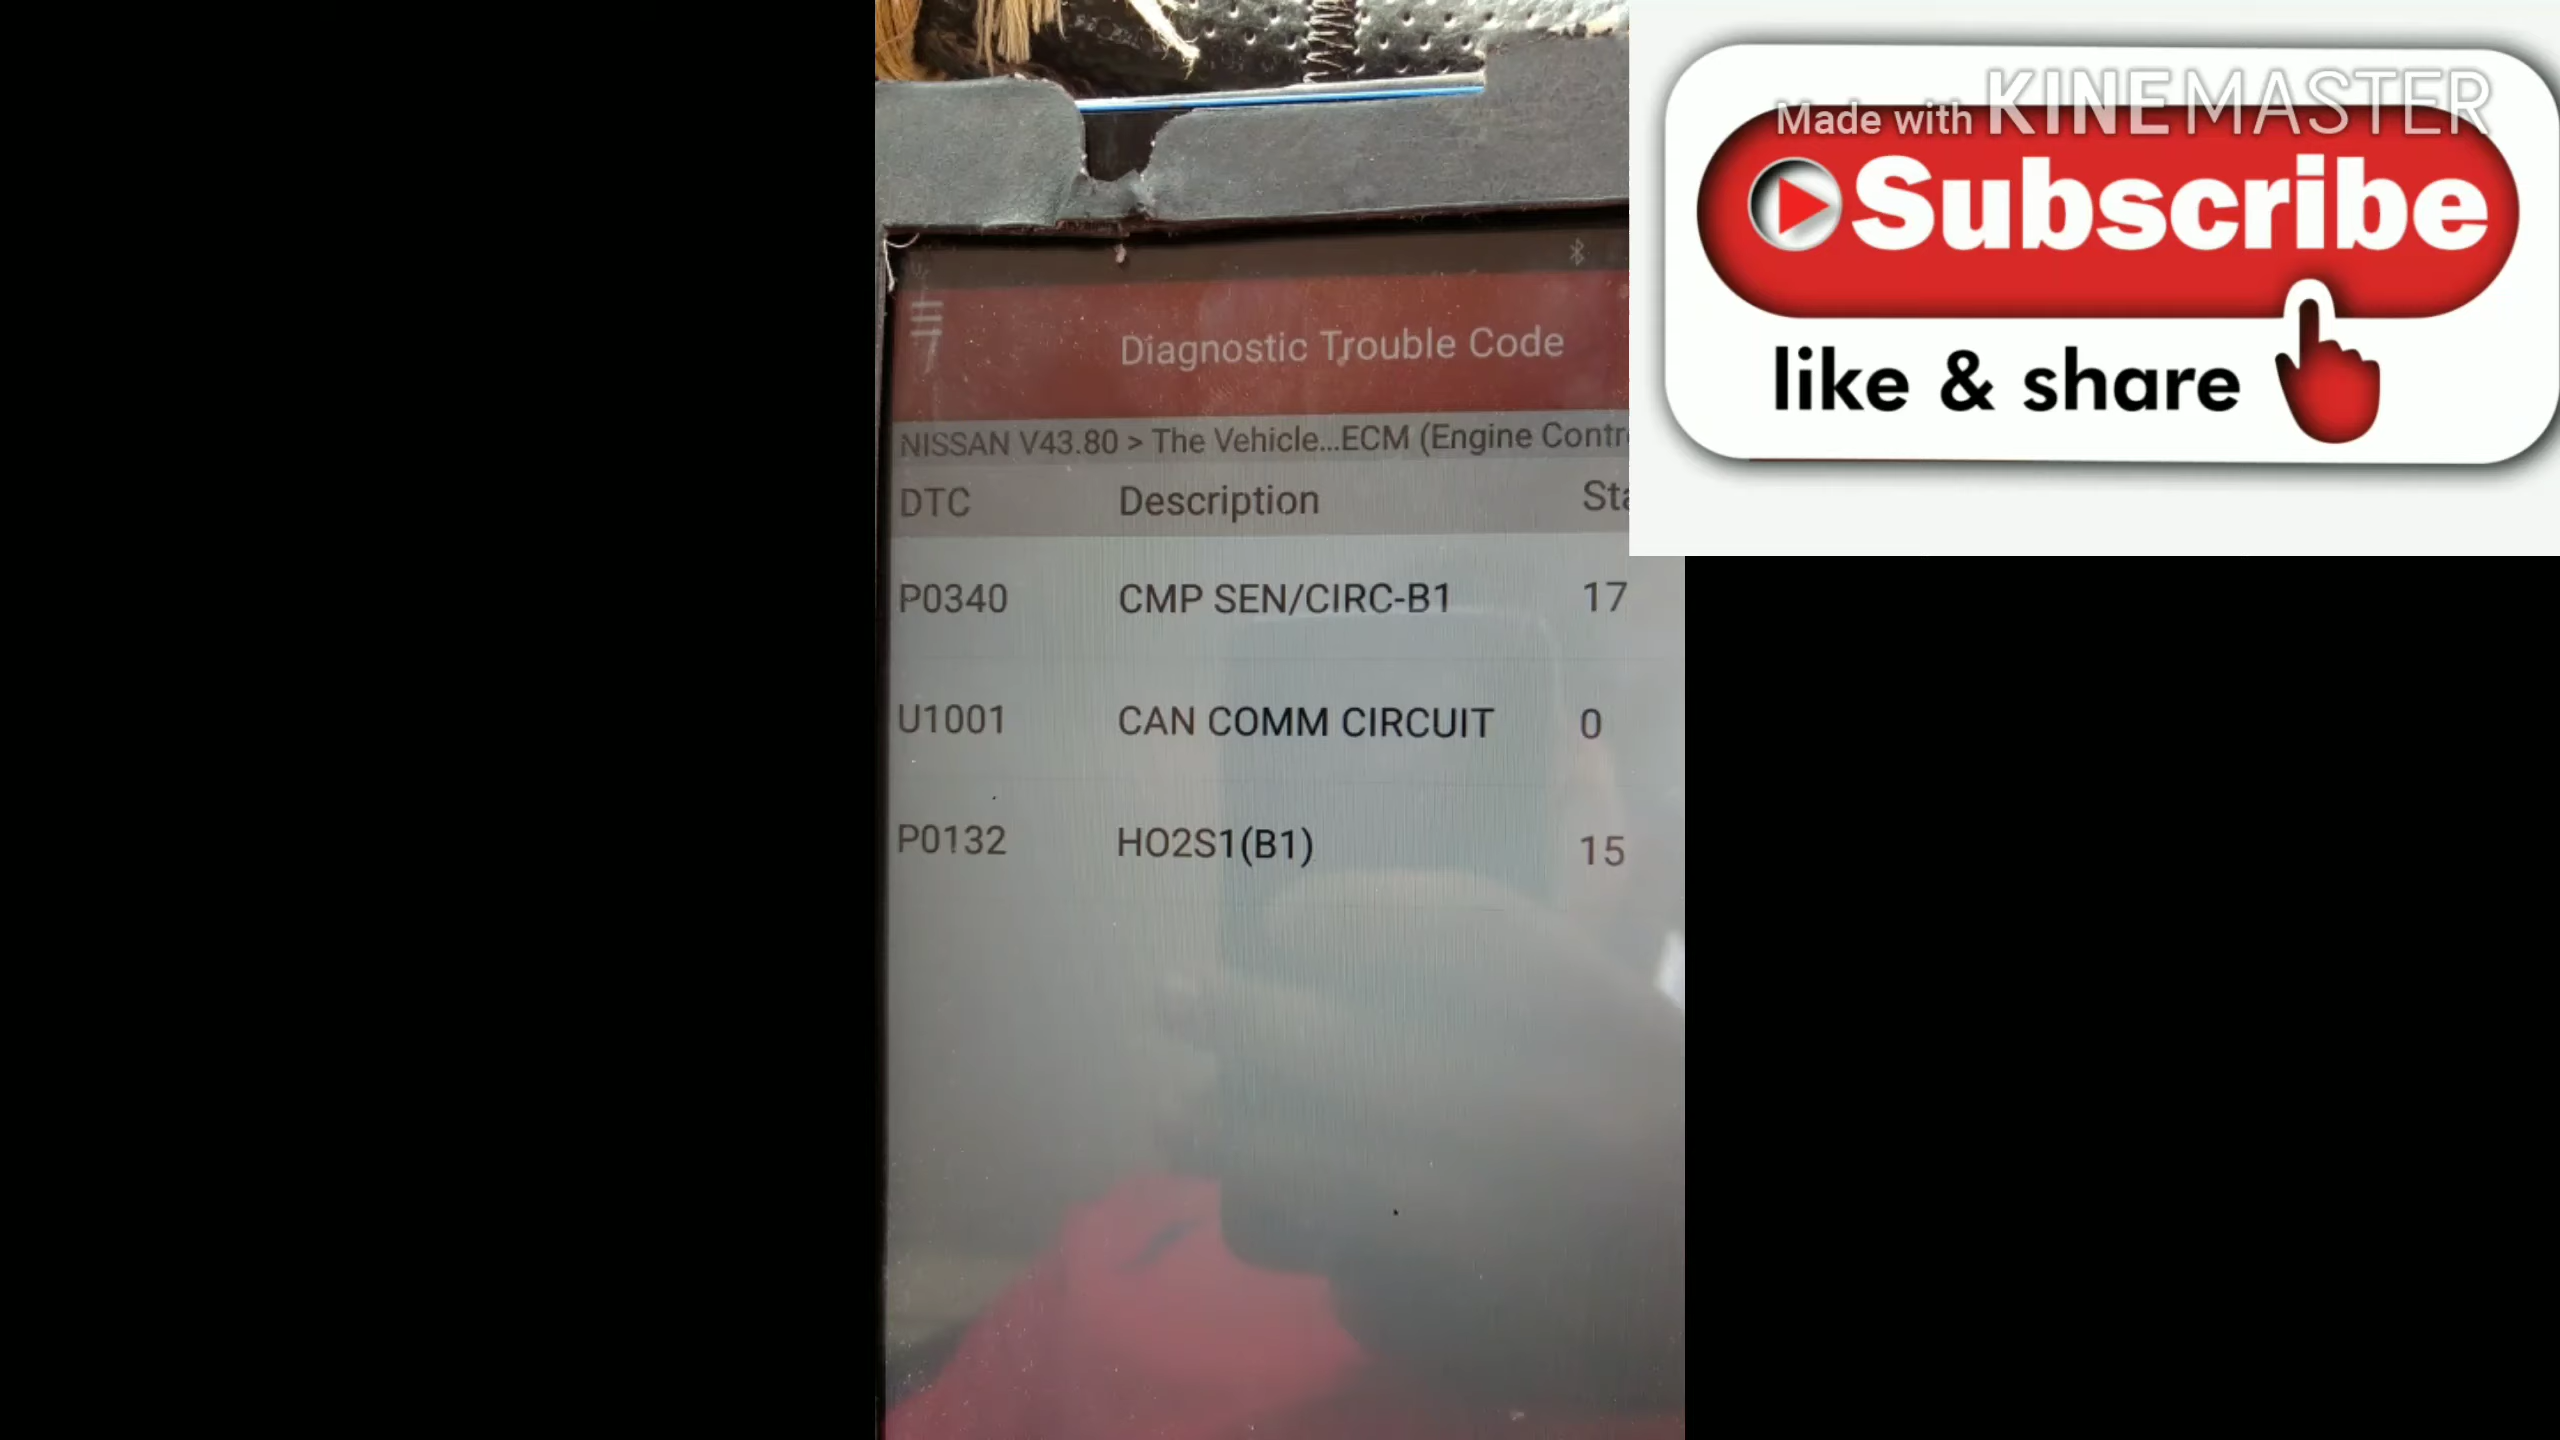 Made with KINEMASTER
Subscribe
like & share
Diagnostic Trouble Code
NISSAN V43.80 > The Vehicle...ECM (Engine Contr
DTC Description Sta
P0340 CMP SEN/CIRC-B1 17
U1001 CAN COMM CIRCUIT 0
P0132 HO2S1(B1) 15